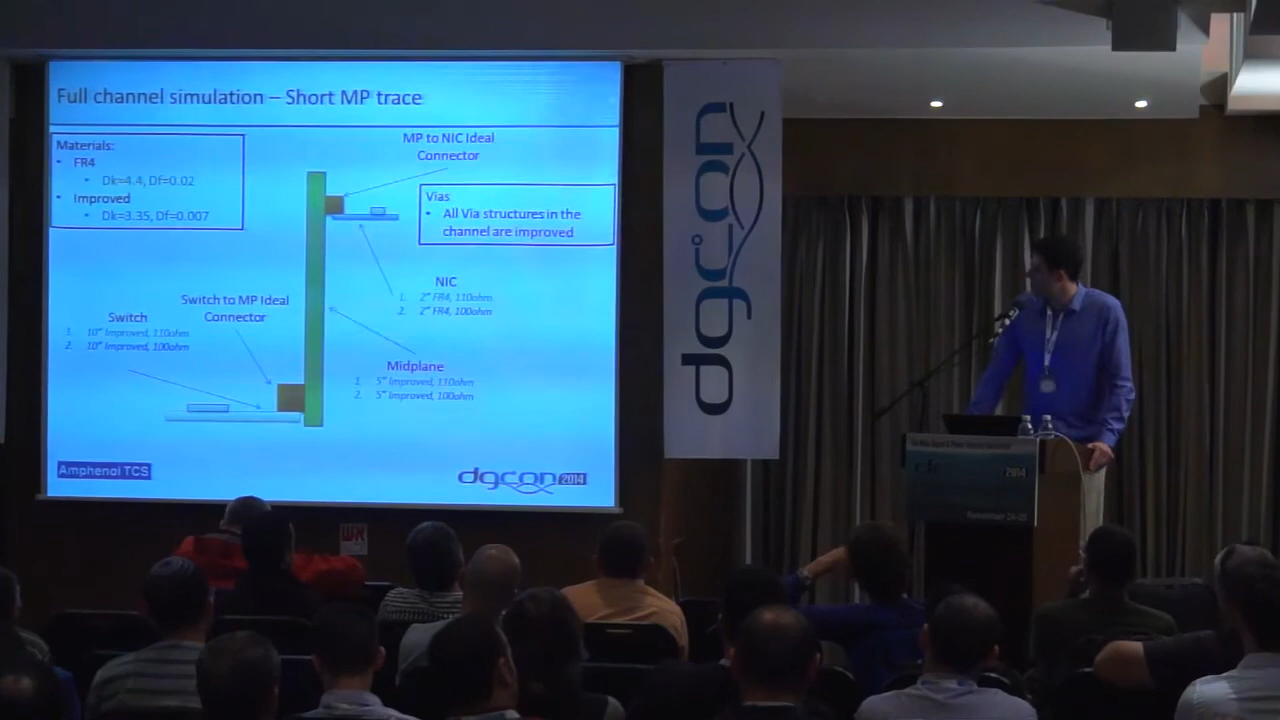 Full channel simulation – Short MP trace
Materials:
• FR4
• Dk=4.4, Df=0.02
• Improved
• Dk=3.35, Df=0.007
MP to NIC Ideal
Connector
Vias
• All Via structures in the
channel are improved
NIC
1. 2" FR4, 110ohm
2. 2" FR4, 100ohm
Switch to MP Ideal
Connector
Switch
1. 10" Improved, 110ohm
2. 10" Improved, 100ohm
Midplane
1. 5" Improved, 110ohm
2. 5" Improved, 100ohm
Amphenol TCS
dgcon 2014
dgcon
2014
אש